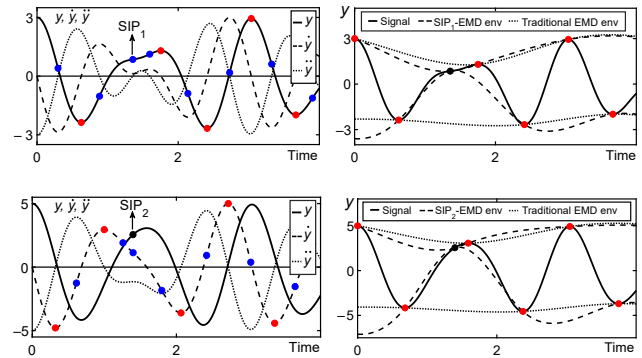 y, ẏ, ÿ
SIP1
3
0
−3
0
2
Time
y
ẏ
ÿ
y
Signal
SIP1-EMD env
Traditional EMD env
3
0
−3
0
2
Time
y, ẏ, ÿ
SIP2
5
0
−5
0
2
Time
y
ẏ
ÿ
y
Signal
SIP2-EMD env
Traditional EMD env
5
0
−5
0
2
Time